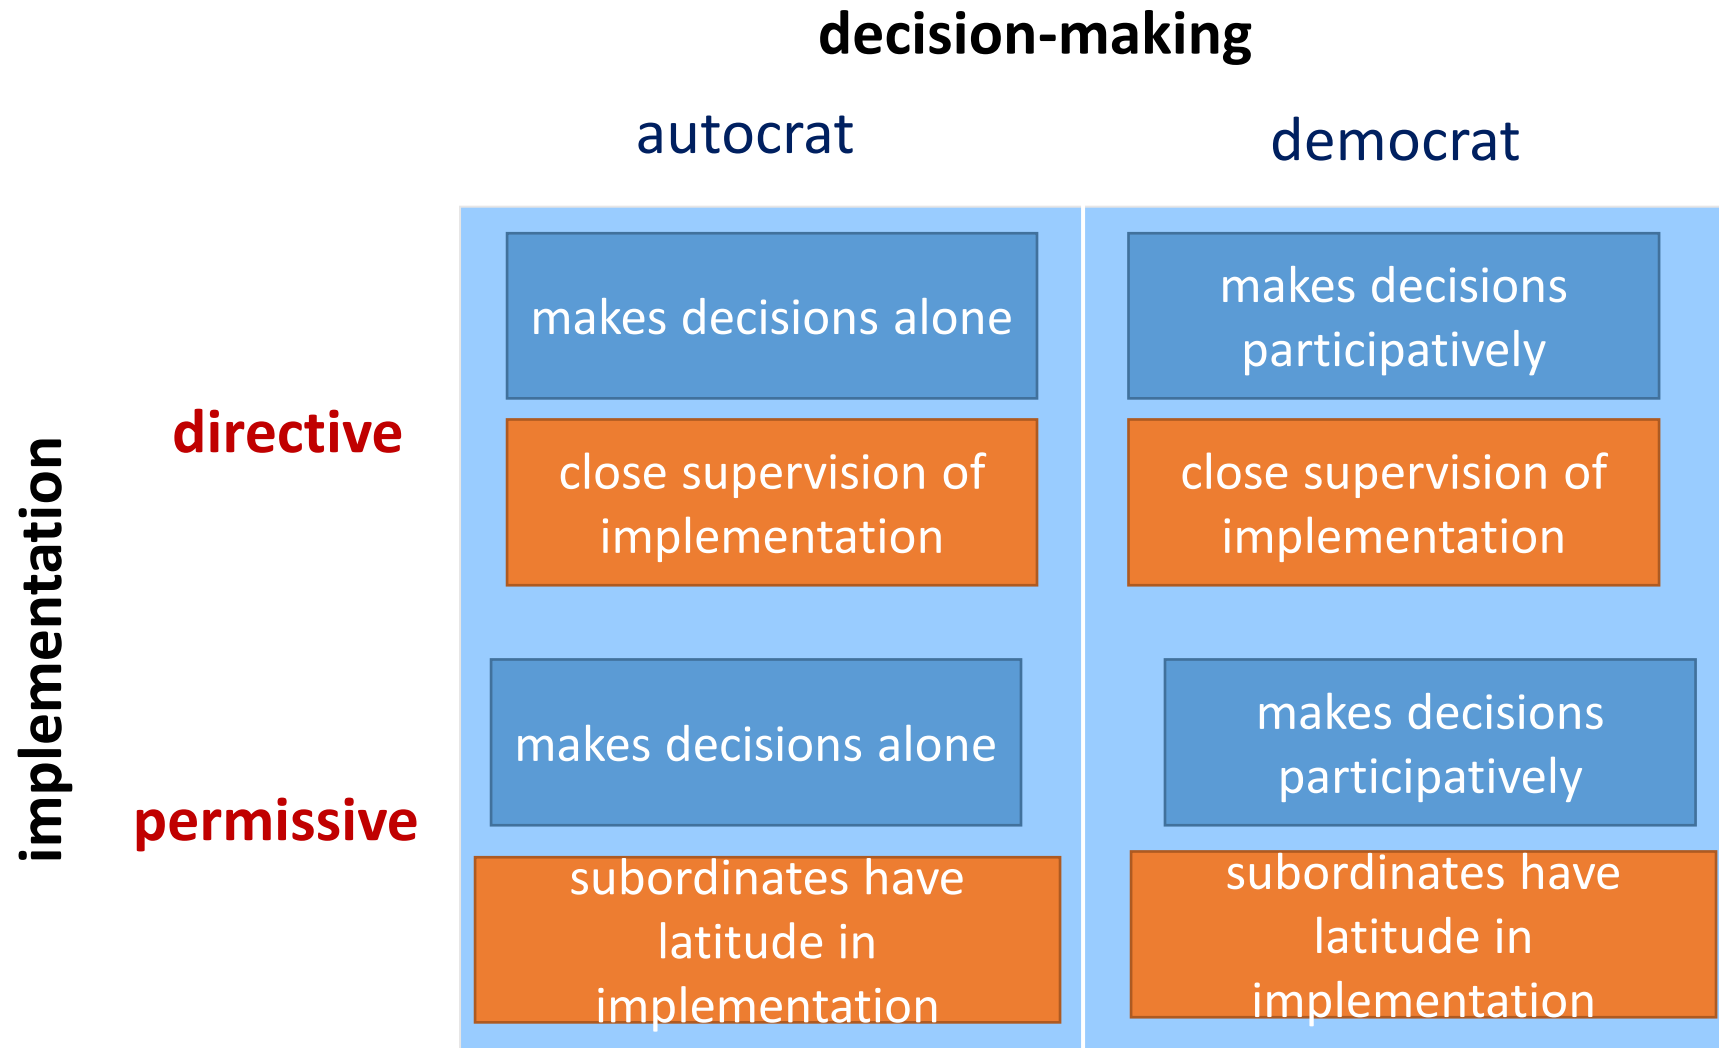 decision-making
autocrat
democrat
makes decisions alone
makes decisions
participatively
directive
close supervision of
implementation
close supervision of
implementation
implementation
makes decisions alone
makes decisions
participatively
permissive
subordinates have
latitude in
implementation
subordinates have
latitude in
implementation